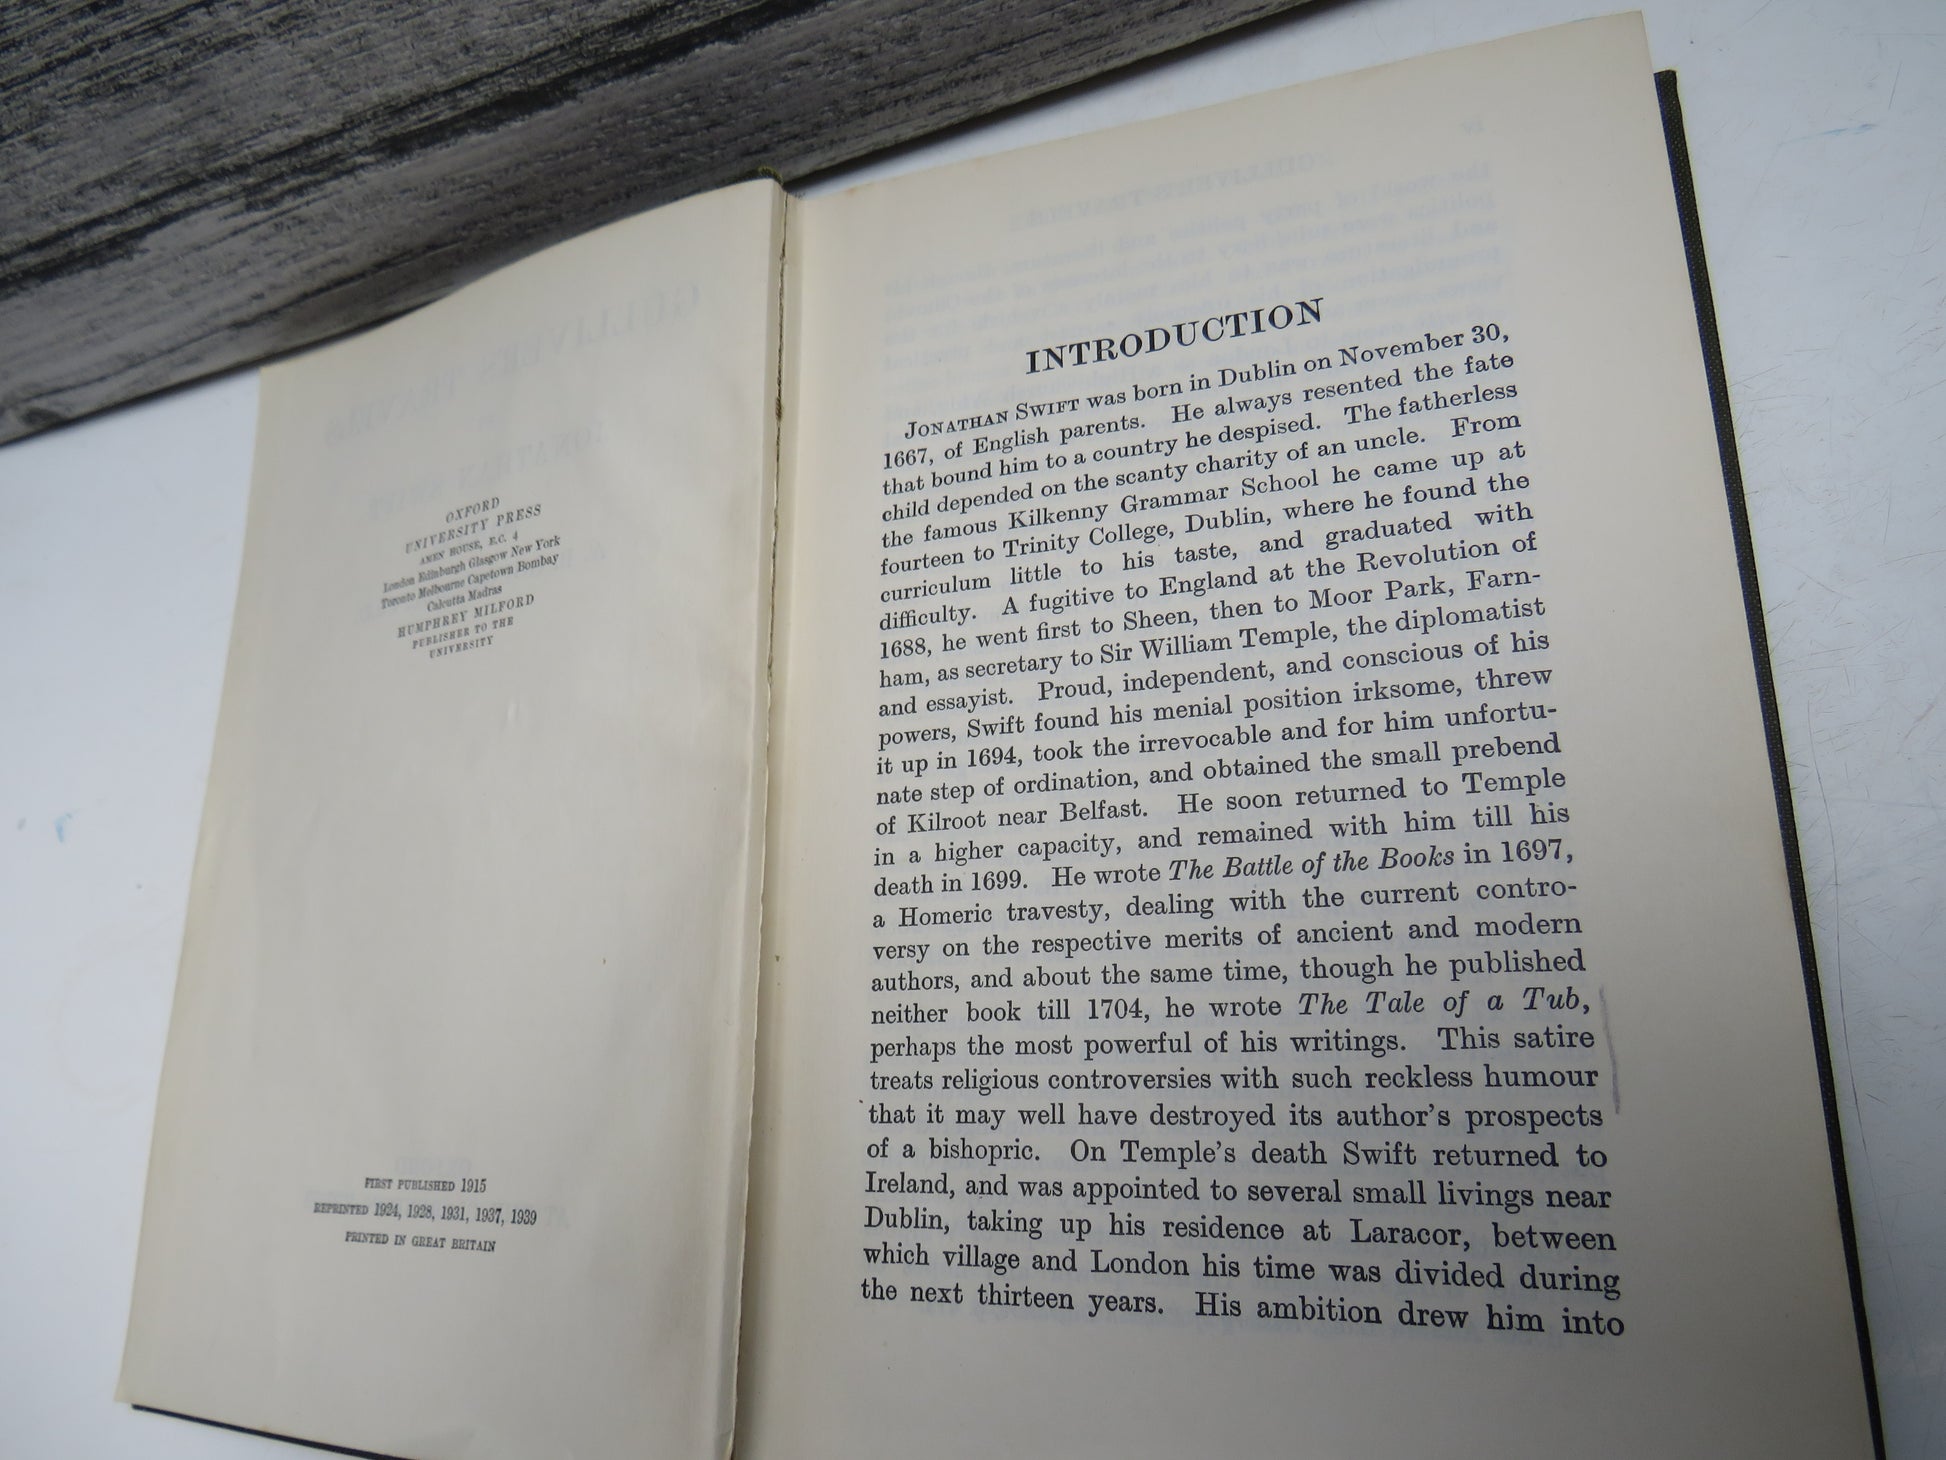 OXFORD
UNIVERSITY PRESS
AMEN HOUSE, E.C. 4
London Edinburgh Glasgow New York
Toronto Melbourne Capetown Bombay
Calcutta Madras
HUMPHREY MILFORD
PUBLISHER TO THE
UNIVERSITY
FIRST PUBLISHED 1915
REPRINTED 1924, 1928, 1931, 1937, 1939
PRINTED IN GREAT BRITAIN
INTRODUCTION
JONATHAN SWIFT was born in Dublin on November 30,
1667, of English parents. He always resented the fate
that bound him to a country he despised. The fatherless
child depended on the scanty charity of an uncle. From
the famous Kilkenny Grammar School he came up at
fourteen to Trinity College, Dublin, where he found the
curriculum little to his taste, and graduated with
difficulty. A fugitive to England at the Revolution of
1688, he went first to Sheen, then to Moor Park, Farn-
ham, as secretary to Sir William Temple, the diplomatist
and essayist. Proud, independent, and conscious of his
powers, Swift found his menial position irksome, threw
it up in 1694, took the irrevocable and for him unfortu-
nate step of ordination, and obtained the small prebend
of Kilroot near Belfast. He soon returned to Temple
in a higher capacity, and remained with him till his
death in 1699. He wrote The Battle of the Books in 1697,
a Homeric travesty, dealing with the current contro-
versy on the respective merits of ancient and modern
authors, and about the same time, though he published
neither book till 1704, he wrote The Tale of a Tub,
perhaps the most powerful of his writings. This satire
treats religious controversies with such reckless humour
that it may well have destroyed its author's prospects
of a bishopric. On Temple's death Swift returned to
Ireland, and was appointed to several small livings near
Dublin, taking up his residence at Laracor, between
which village and London his time was divided during
the next thirteen years. His ambition drew him into